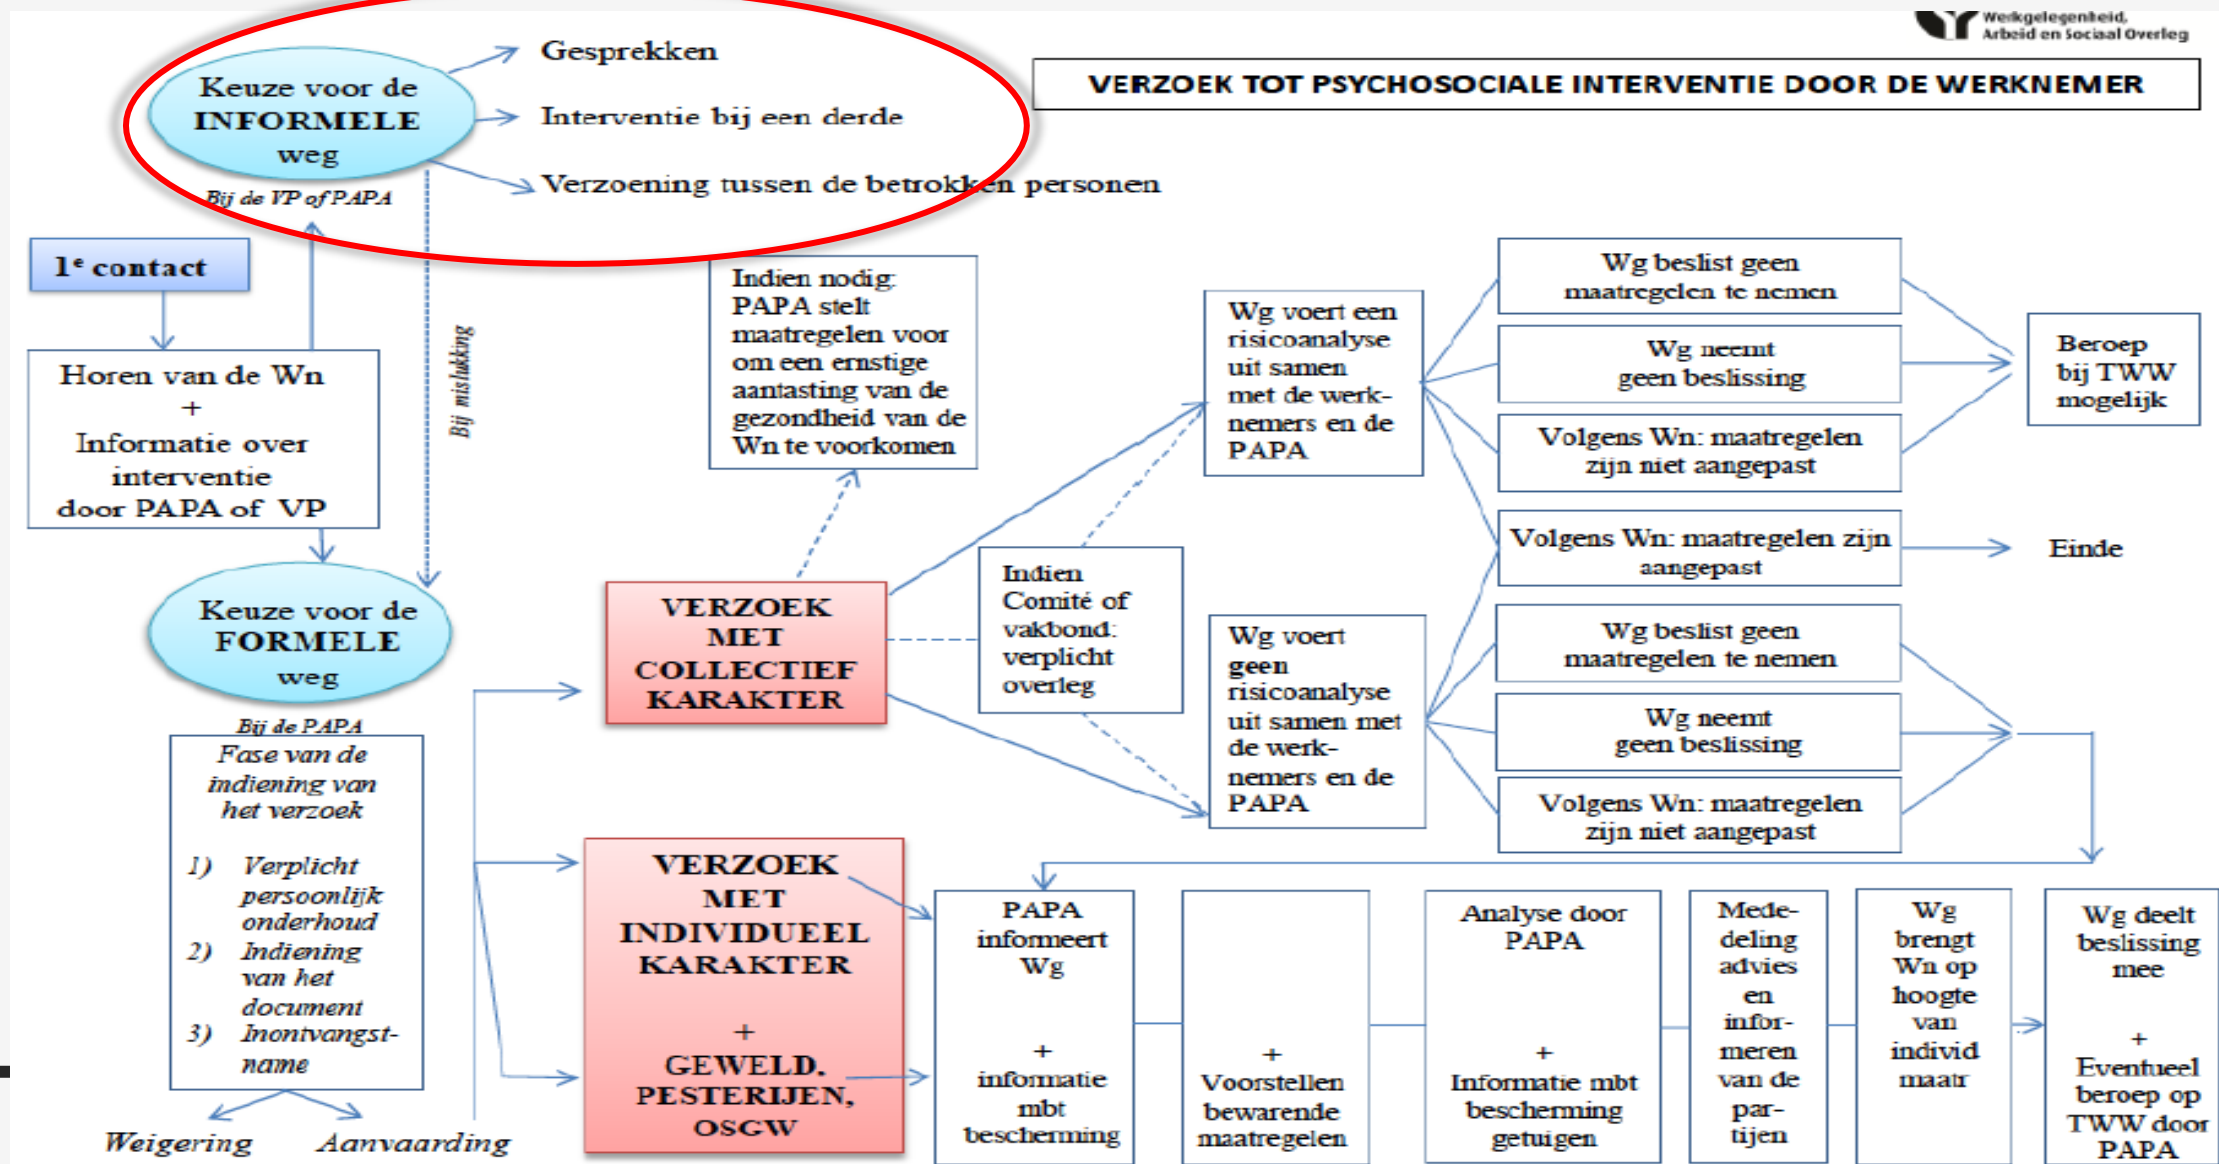 Werkgelegenheid,
Arbeid en Sociaal Overleg
VERZOEK TOT PSYCHOSOCIALE INTERVENTIE DOOR DE WERKNEMER
Keuze voor de
INFORMELE
weg
Bij de VP of PAPA
Gesprekken
Interventie bij een derde
Verzoening tussen de betrokken personen
1e contact
Horen van de Wn
+
Informatie over
interventie
door PAPA of VP
Bij mislukking
Keuze voor de
FORMELE
weg
Bij de PAPA
Fase van de
indiening van
het verzoek
1) Verplicht
persoonlijk
onderhoud
2) Indiening
van het
document
3) Inontvangst-
name
Weigering
Aanvaarding
Indien nodig:
PAPA stelt
maatregelen voor
om een ernstige
aantasting van de
gezondheid van de
Wn te voorkomen
VERZOEK
MET
COLLECTIEF
KARAKTER
Indien
Comité of
vakbond:
verplicht
overleg
Wg voert een
risicoanalyse
uit samen
met de werk-
nemers en de
PAPA
Wg voert
geen
risicoanalyse
uit samen met
de werk-
nemers en de
PAPA
Wg beslist geen
maatregelen te nemen
Wg neemt
geen beslissing
Volgens Wn: maatregelen
zijn niet aangepast
Volgens Wn: maatregelen zijn
aangepast
Wg beslist geen
maatregelen te nemen
Wg neemt
geen beslissing
Volgens Wn: maatregelen
zijn niet aangepast
Beroep
bij TWW
mogelijk
Einde
VERZOEK
MET
INDIVIDUEEL
KARAKTER
+
GEWELD,
PESTERIJEN,
OSGW
PAPA
informeert
Wg
+
informatie
mbt
bescherming
+
Voorstellen
bewarende
maatregelen
Analyse door
PAPA
+
Informatie mbt
bescherming
getuigen
Mede-
deling
advies
en
infor-
meren
van de
par-
tijen
Wg
brengt
Wn op
hoogte
van
individ
maatr
Wg deelt
beslissing
mee
+
Eventueel
beroep op
TWW door
PAPA